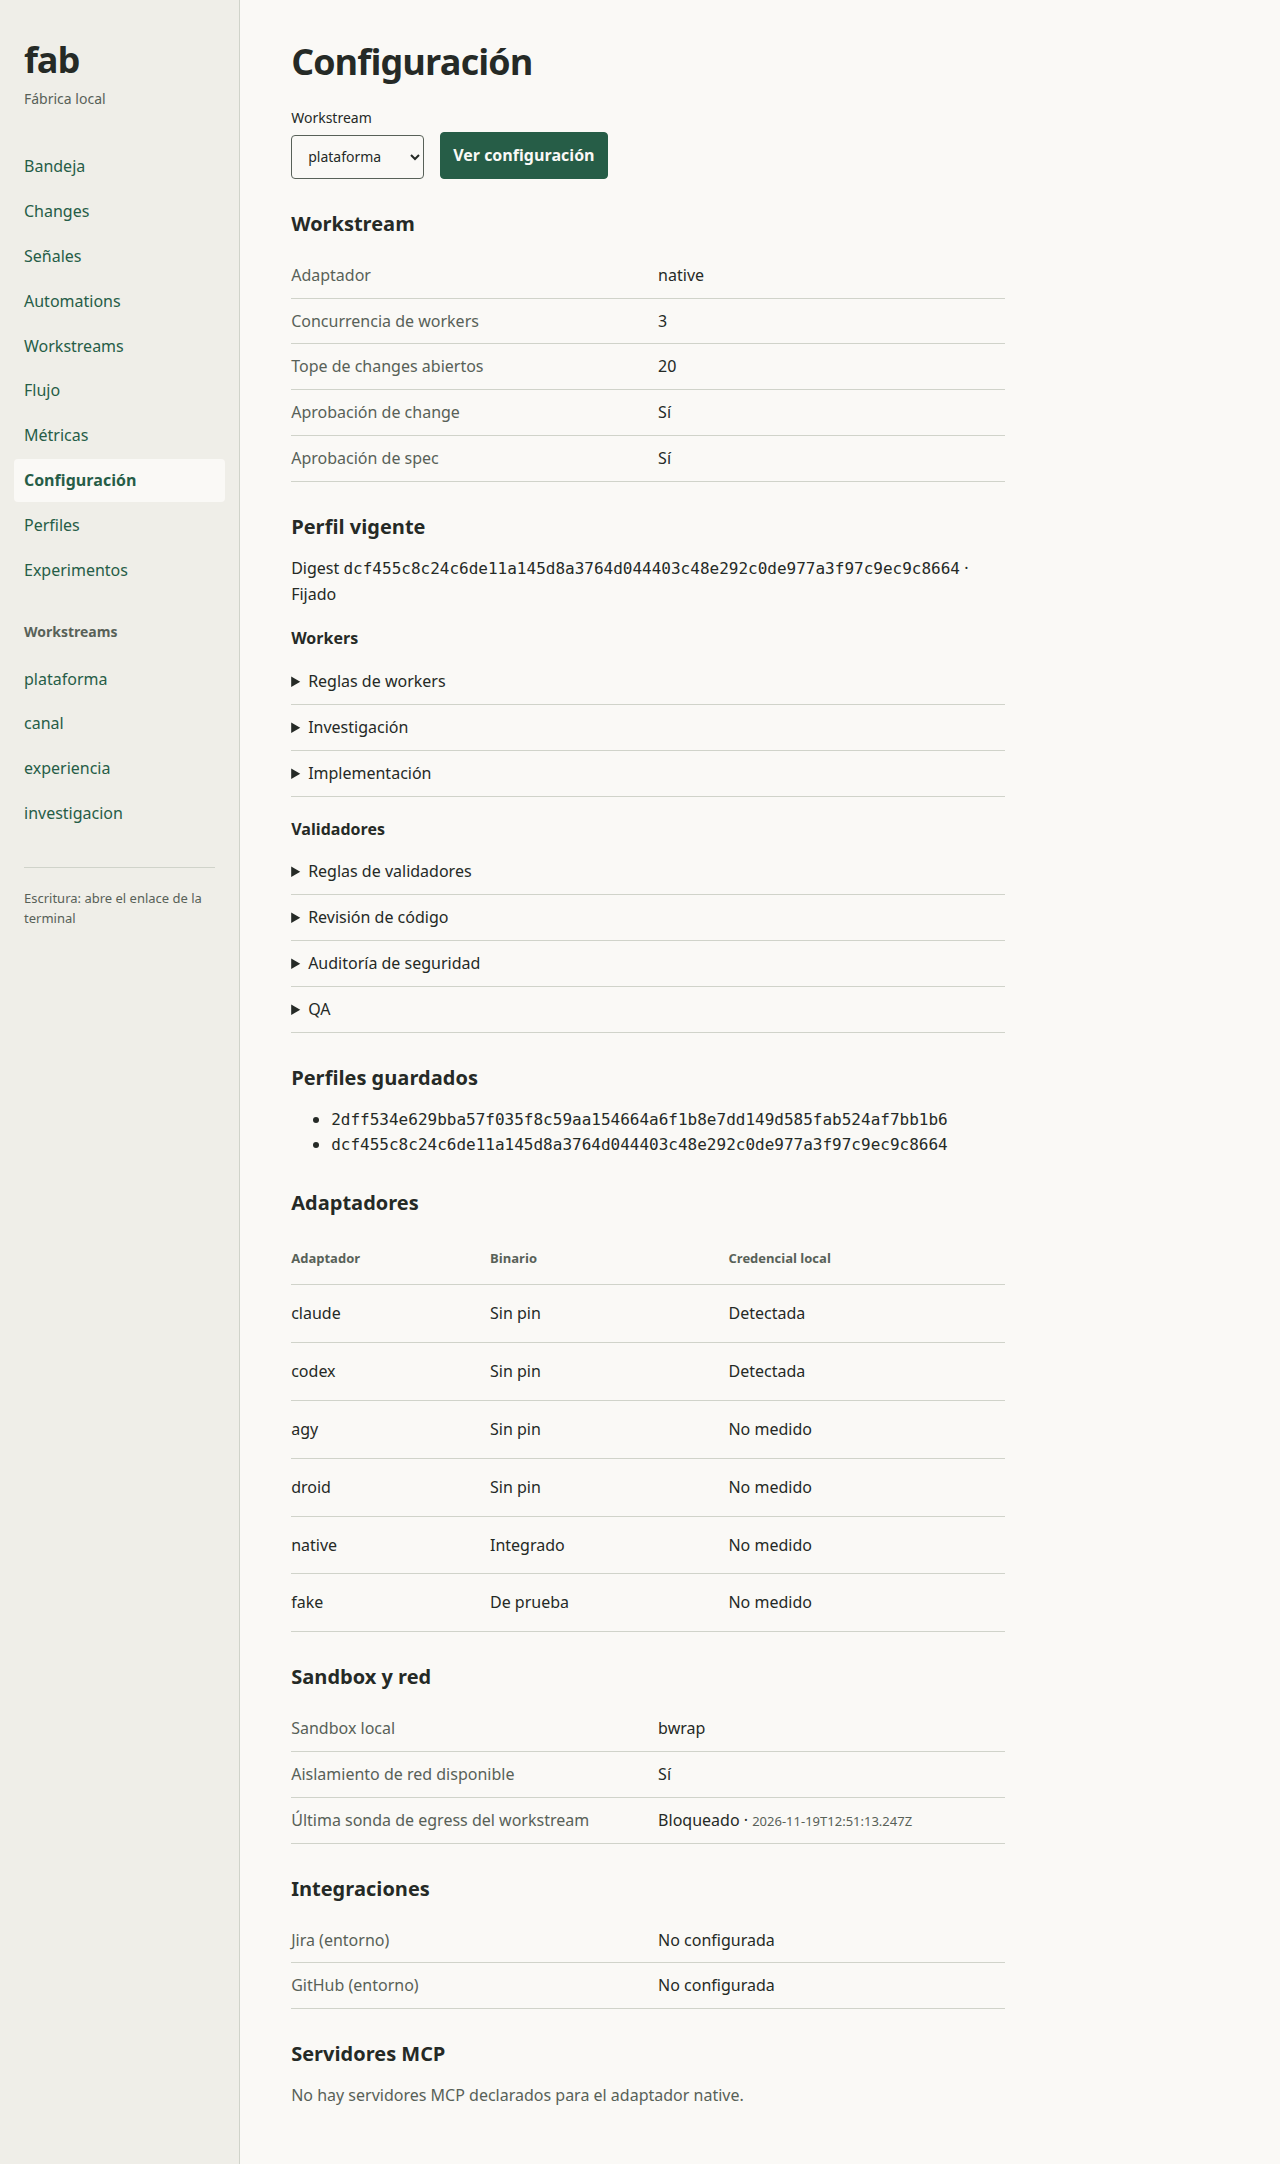 fab
Fábrica local
Bandeja
Changes
Señales
Automations
Workstreams
Flujo
Métricas
Configuración
Perfiles
Experimentos
Workstreams
plataforma
canal
experiencia
investigacion
Escritura: abre el enlace de la
terminal
Configuración
Workstream
plataforma
Ver configuración
Workstream
Adaptador native
Concurrencia de workers 3
Tope de changes abiertos 20
Aprobación de change Sí
Aprobación de spec Sí
Perfil vigente
Digest dcf455c8c24c6de11a145d8a3764d044403c48e292c0de977a3f97c9ec9c8664 ·
Fijado
Workers
Reglas de workers
Investigación
Implementación
Validadores
Reglas de validadores
Revisión de código
Auditoría de seguridad
QA
Perfiles guardados
2dff534e629bba57f035f8c59aa154664a6f1b8e7dd149d585fab524af7bb1b6
dcf455c8c24c6de11a145d8a3764d044403c48e292c0de977a3f97c9ec9c8664
Adaptadores
Adaptador Binario Credencial local
claude Sin pin Detectada
codex Sin pin Detectada
agy Sin pin No medido
droid Sin pin No medido
native Integrado No medido
fake De prueba No medido
Sandbox y red
Sandbox local bwrap
Aislamiento de red disponible Sí
Última sonda de egress del workstream Bloqueado · 2026-11-19T12:51:13.247Z
Integraciones
Jira (entorno) No configurada
GitHub (entorno) No configurada
Servidores MCP
No hay servidores MCP declarados para el adaptador native.